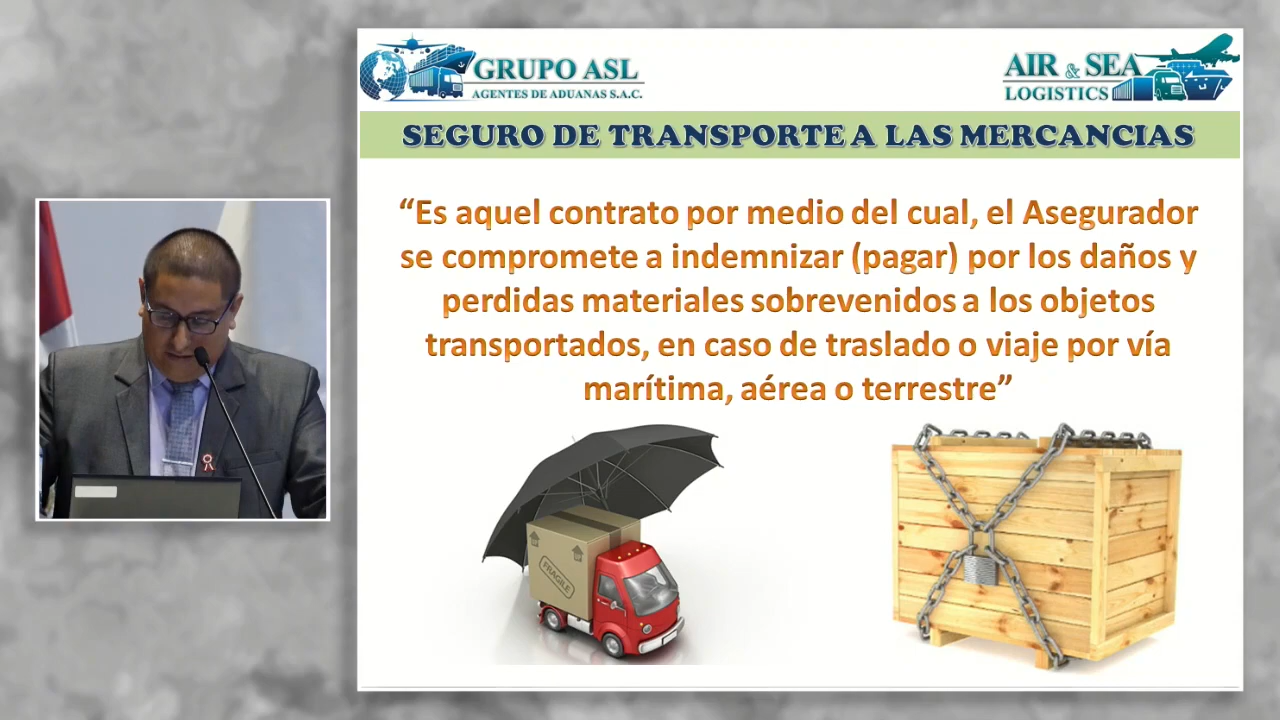 GRUPO ASL
AGENTES DE ADUANAS S.A.C.
AIR & SEA
LOGISTICS
SEGURO DE TRANSPORTE A LAS MERCANCIAS
“Es aquel contrato por medio del cual, el Asegurador
se compromete a indemnizar (pagar) por los daños y
perdidas materiales sobrevenidos a los objetos
transportados, en caso de traslado o viaje por vía
marítima, aérea o terrestre”
FRAGILE